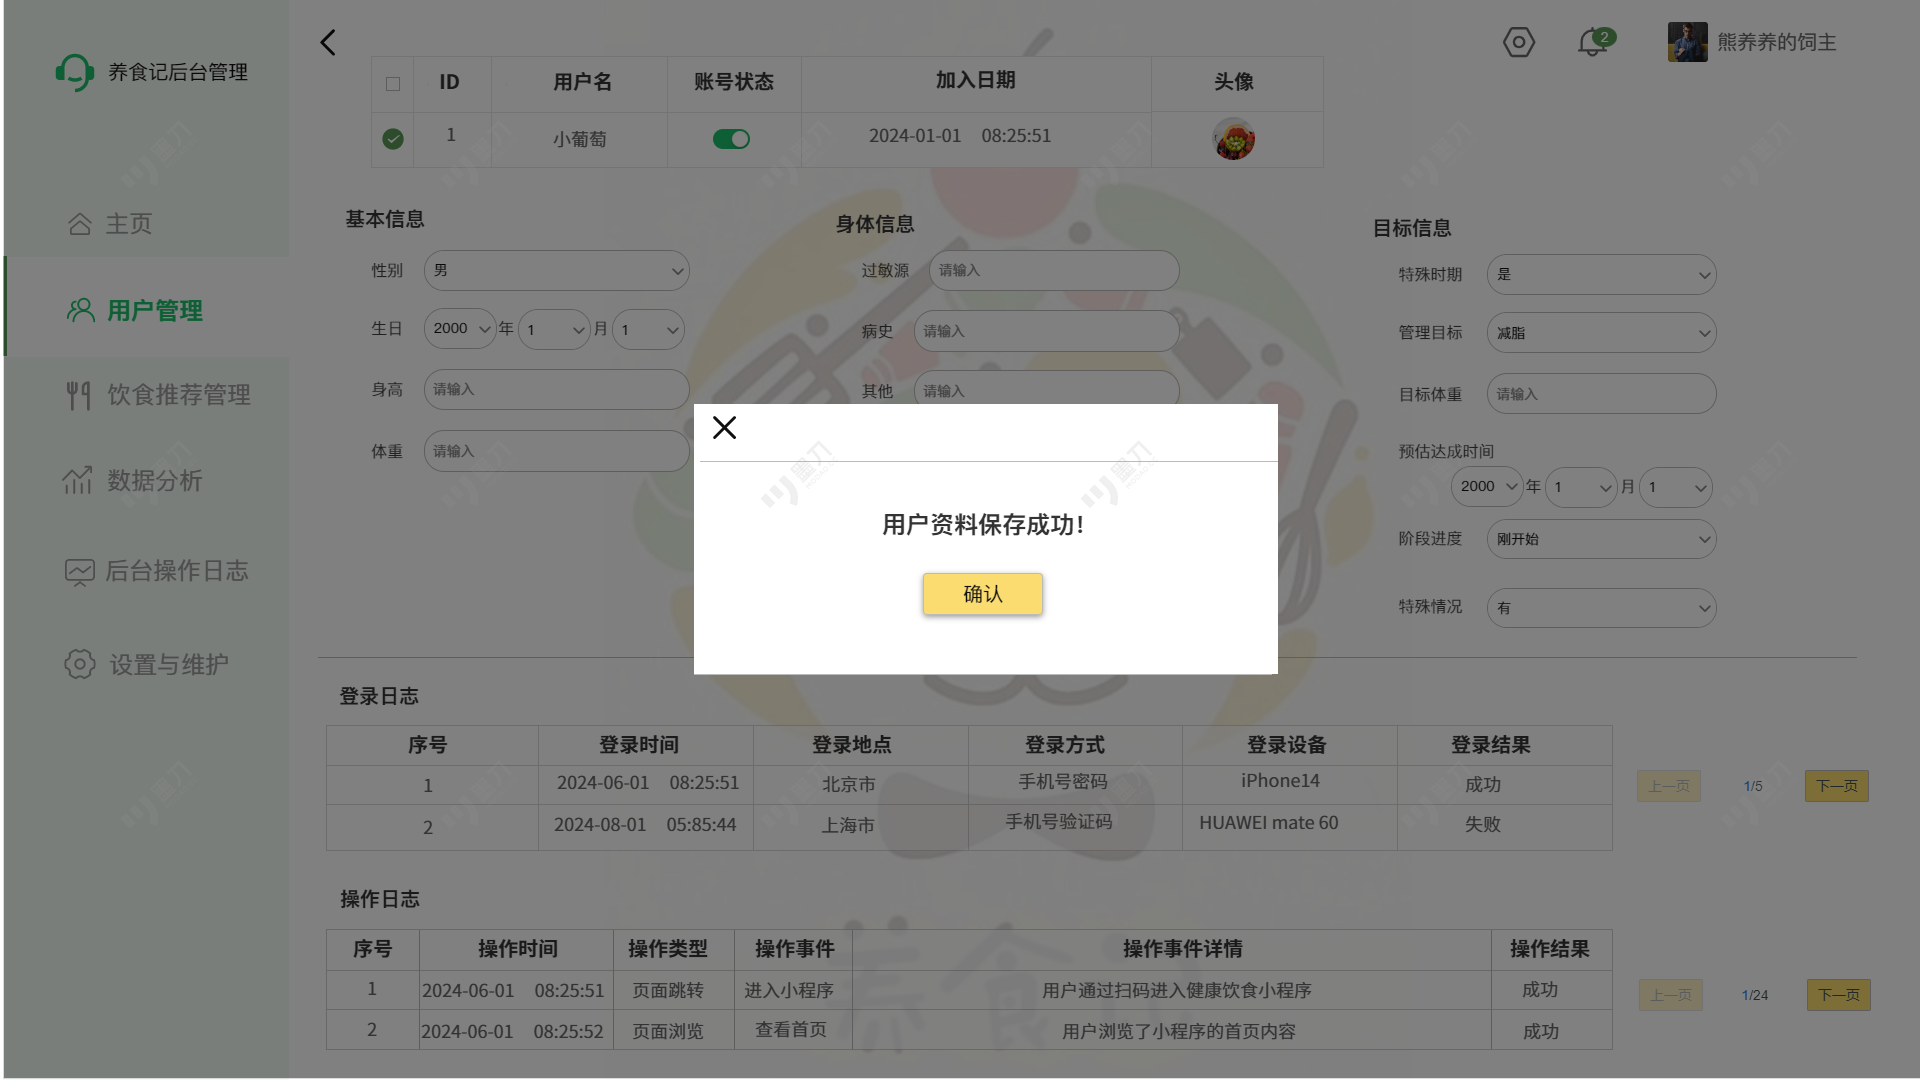 养食记后台管理
主页
用户管理
饮食推荐管理
数据分析
后台操作日志
设置与维护
2
熊养养的饲主
ID 用户名 账号状态 加入日期 头像
1 小葡萄 2024-01-01 08:25:51
基本信息
性别 男
生日 2000 年 1 月 1
身高 请输入
体重 请输入
身体信息
过敏源 请输入
病史 请输入
其他 请输入
目标信息
特殊时期 是
管理目标 减脂
目标体重 请输入
预估达成时间
2000 年 1 月 1
阶段进度 刚开始
特殊情况 有
用户资料保存成功！
确认
登录日志
序号 登录时间 登录地点 登录方式 登录设备 登录结果
1 2024-06-01 08:25:51 北京市 手机号密码 iPhone14 成功
2 2024-08-01 05:85:44 上海市 手机号验证码 HUAWEI mate 60 失败
上一页 1/5 下一页
操作日志
序号 操作时间 操作类型 操作事件 操作事件详情 操作结果
1 2024-06-01 08:25:51 页面跳转 进入小程序 用户通过扫码进入健康饮食小程序 成功
2 2024-06-01 08:25:52 页面浏览 查看首页 用户浏览了小程序的首页内容 成功
上一页 1/24 下一页
养食记
墨刀